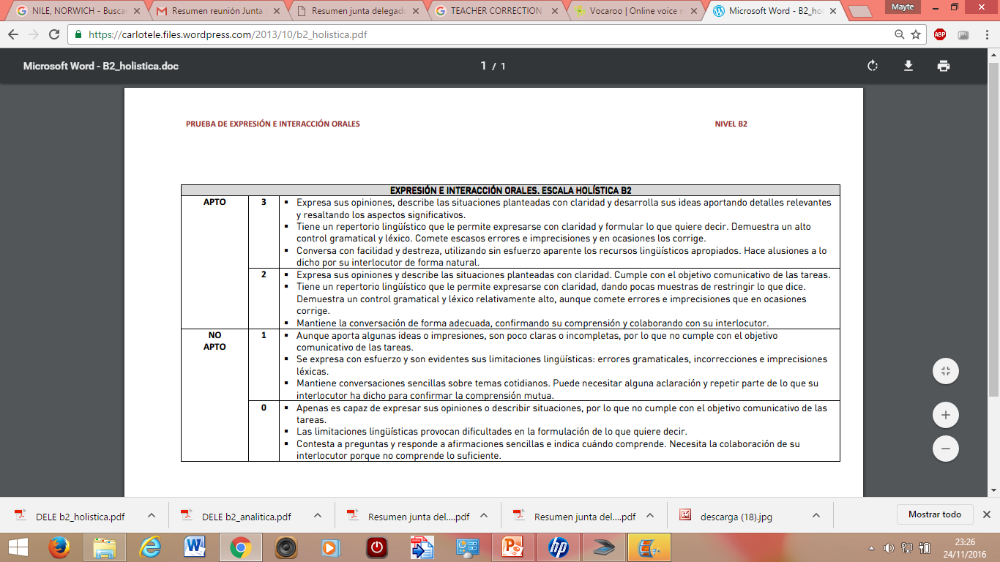 NILE, NORWICH - Busca
Resumen reunión Junta
Resumen junta delegad
TEACHER CORRECTION
Vocaroo | Online voice r
Microsoft Word - B2_ho
Mayte
https://carlotele.files.wordpress.com/2013/10/b2_holistica.pdf
ABP
Microsoft Word - B2_holistica.doc
1 / 1
PRUEBA DE EXPRESIÓN E INTERACCIÓN ORALES
NIVEL B2
EXPRESIÓN E INTERACCIÓN ORALES. ESCALA HOLÍSTICA B2
APTO
3
▪ Expresa sus opiniones, describe las situaciones planteadas con claridad y desarrolla sus ideas aportando detalles relevantes
y resaltando los aspectos significativos.
▪ Tiene un repertorio lingüístico que le permite expresarse con claridad y formular lo que quiere decir. Demuestra un alto
control gramatical y léxico. Comete escasos errores e imprecisiones y en ocasiones los corrige.
▪ Conversa con facilidad y destreza, utilizando sin esfuerzo aparente los recursos lingüísticos apropiados. Hace alusiones a lo
dicho por su interlocutor de forma natural.
2
▪ Expresa sus opiniones y describe las situaciones planteadas con claridad. Cumple con el objetivo comunicativo de las tareas.
▪ Tiene un repertorio lingüístico que le permite expresarse con claridad, dando pocas muestras de restringir lo que dice.
Demuestra un control gramatical y léxico relativamente alto, aunque comete errores e imprecisiones que en ocasiones
corrige.
▪ Mantiene la conversación de forma adecuada, confirmando su comprensión y colaborando con su interlocutor.
NO
APTO
1
▪ Aunque aporta algunas ideas o impresiones, son poco claras o incompletas, por lo que no cumple con el objetivo
comunicativo de las tareas.
▪ Se expresa con esfuerzo y son evidentes sus limitaciones lingüísticas: errores gramaticales, incorrecciones e imprecisiones
léxicas.
▪ Mantiene conversaciones sencillas sobre temas cotidianos. Puede necesitar alguna aclaración y repetir parte de lo que su
interlocutor ha dicho para confirmar la comprensión mutua.
0
▪ Apenas es capaz de expresar sus opiniones o describir situaciones, por lo que no cumple con el objetivo comunicativo de las
tareas.
▪ Las limitaciones lingüísticas provocan dificultades en la formulación de lo que quiere decir.
▪ Contesta a preguntas y responde a afirmaciones sencillas e indica cuándo comprende. Necesita la colaboración de su
interlocutor porque no comprende lo suficiente.
DELE b2_holistica.pdf
DELE b2_analitica.pdf
Resumen junta del....pdf
Resumen junta del....pdf
descarga (18).jpg
Mostrar todo
23:26
24/11/2016